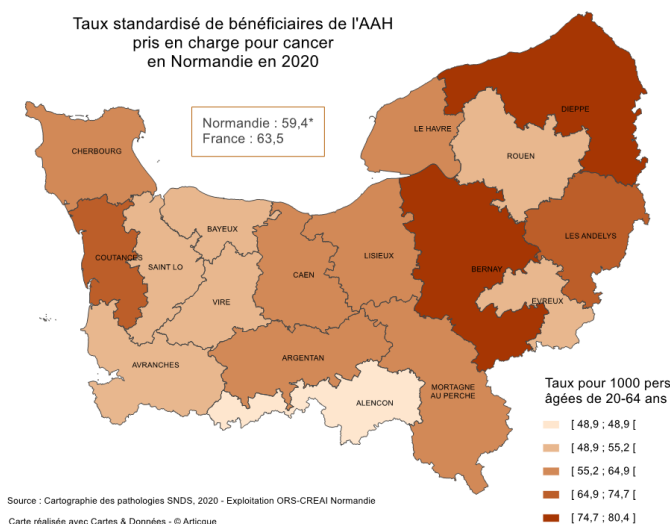 Taux standardisé de bénéficiaires de l'AAH
pris en charge pour cancer
en Normandie en 2020
Normandie : 59,4*
France : 63,5
DIEPPE
LE HAVRE
CHERBOURG
ROUEN
BAYEUX
LES ANDELYS
COUTANCES
SAINT LO
LISIEUX
CAEN
BERNAY
VIRE
EVREUX
ARGENTAN
AVRANCHES
MORTAGNE
AU PERCHE
ALENCON
Taux pour 1000 pers
âgées de 20-64 ans
[ 48,9 ; 48,9 [
[ 48,9 ; 55,2 [
[ 55,2 ; 64,9 [
[ 64,9 ; 74,7 [
[ 74,7 ; 80,4 ]
Source : Cartographie des pathologies SNDS, 2020 - Exploitation ORS-CREAI Normandie
Carte réalisée avec Cartes & Données - © Articque